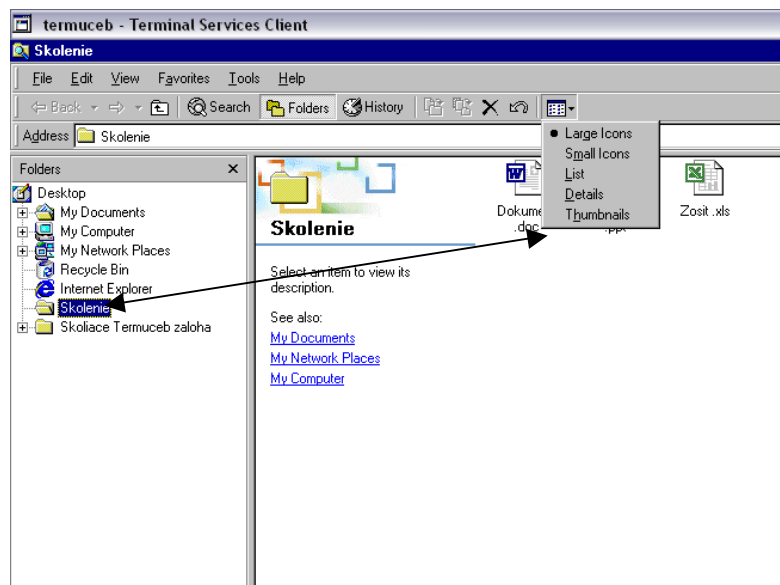 termuceb - Terminal Services Client
Skolenie
File Edit View Favorites Tools Help
Back Search Folders History
Address Skolenie
Large Icons
Small Icons
List
Details
Thumbnails
Folders
Desktop
My Documents
My Computer
My Network Places
Recycle Bin
Internet Explorer
Skolenie
Skoliace Termuceb zaloha
Skolenie
Select an item to view its
description.
See also:
My Documents
My Network Places
My Computer
.doc
.ppt
Zosit .xls